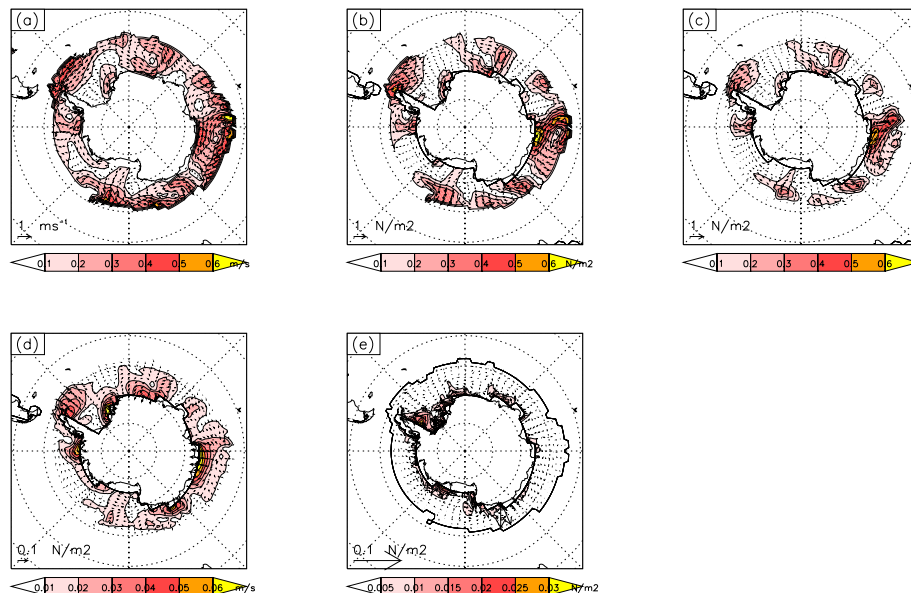 (a)
1 ms⁻¹
0.1 0.2 0.3 0.4 0.5 0.6 m/s
(b)
1 N/m2
0.1 0.2 0.3 0.4 0.5 0.6 N/m2
(c)
1 N/m2
0.1 0.2 0.3 0.4 0.5 0.6
(d)
0.1 N/m2
0.01 0.02 0.03 0.04 0.05 0.06 m/s
(e)
0.1 N/m2
0.005 0.01 0.015 0.02 0.025 0.03 N/m2